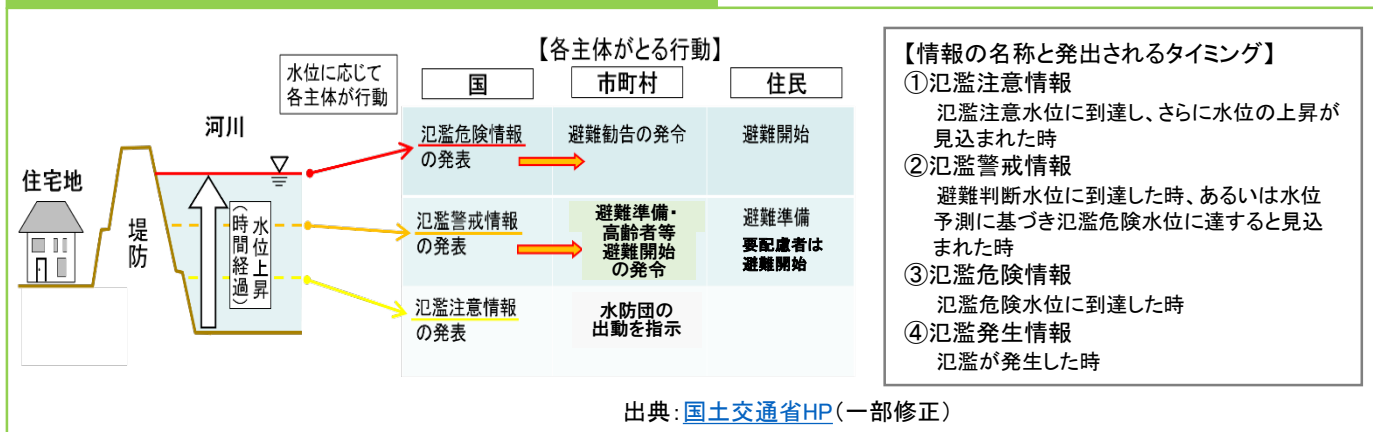 【各主体がとる行動】
水位に応じて
各主体が行動
国
市町村
住民
河川
住宅地
堤防
水位上昇
（時間経過）
氾濫危険情報
の発表
避難勧告の発令
避難開始
氾濫警戒情報
の発表
避難準備・
高齢者等
避難開始
の発令
避難準備
要配慮者は
避難開始
氾濫注意情報
の発表
水防団の
出動を指示
【情報の名称と発出されるタイミング】
①氾濫注意情報
氾濫注意水位に到達し、さらに水位の上昇が
見込まれた時
②氾濫警戒情報
避難判断水位に到達した時、あるいは水位
予測に基づき氾濫危険水位に達すると見込
まれた時
③氾濫危険情報
氾濫危険水位に到達した時
④氾濫発生情報
氾濫が発生した時
出典：国土交通省HP（一部修正）